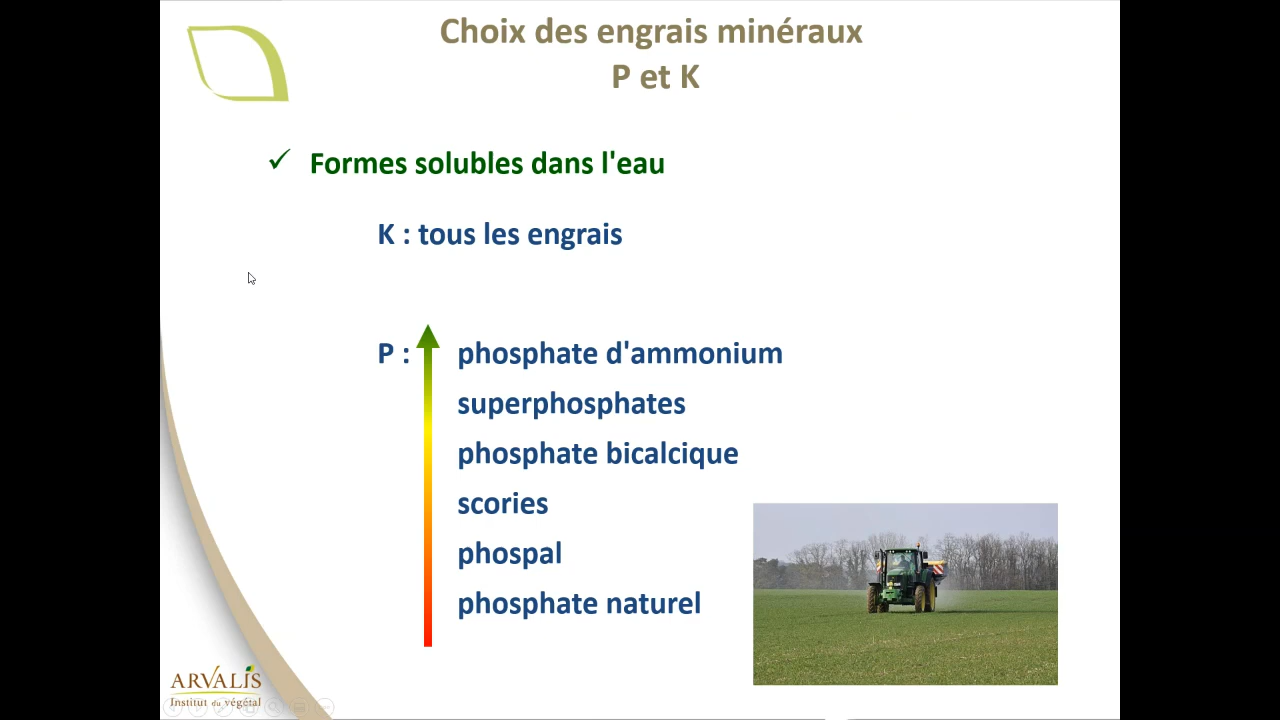 Choix des engrais minéraux
P et K
✓ Formes solubles dans l'eau
K : tous les engrais
P : phosphate d'ammonium
superphosphates
phosphate bicalcique
scories
phospal
phosphate naturel
ARVALIS
Institut du végétal